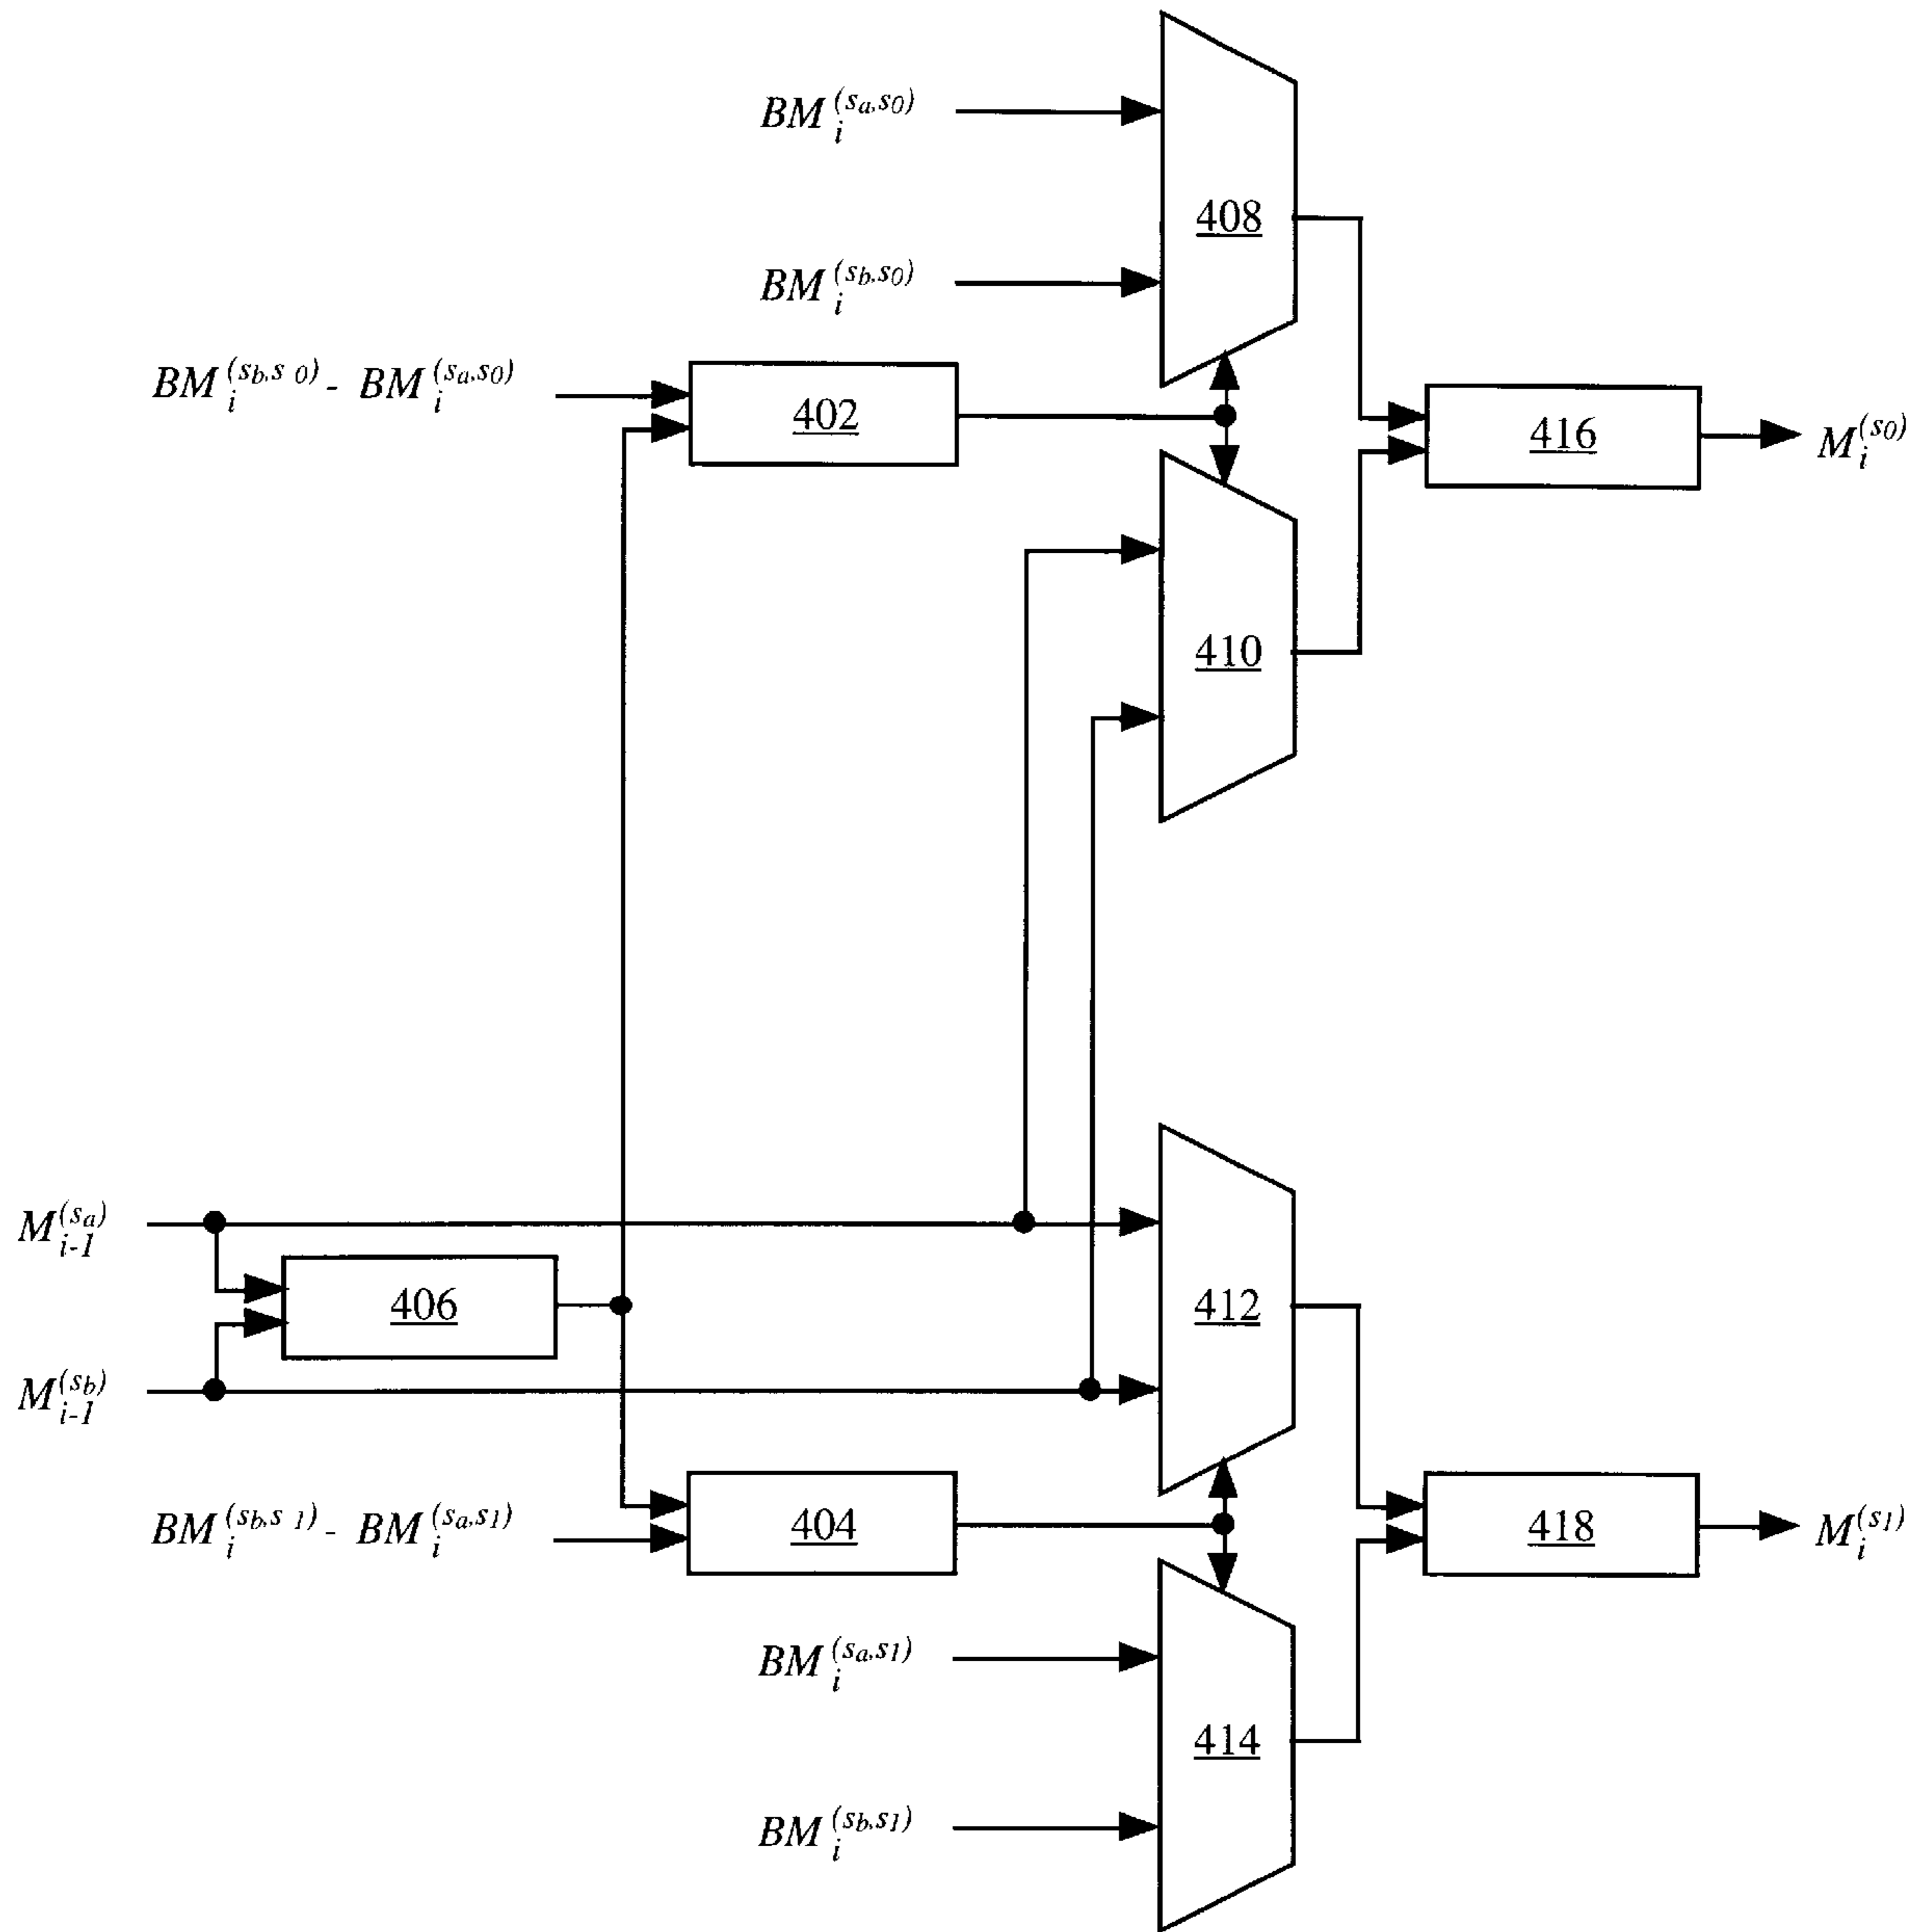 BM_i^(s_a,s_0)
408
BM_i^(s_b,s_0)
BM_i^(s_b,s_0) - BM_i^(s_a,s_0)
402
416
M_i^(s_0)
410
M_{i-1}^(s_a)
406
412
M_{i-1}^(s_b)
BM_i^(s_b,s_1) - BM_i^(s_a,s_1)
404
418
M_i^(s_1)
BM_i^(s_a,s_1)
414
BM_i^(s_b,s_1)